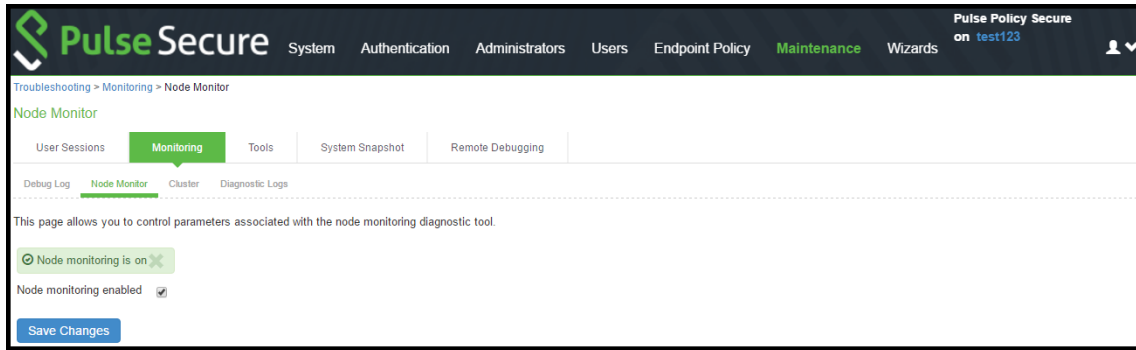 Pulse Secure
System Authentication Administrators Users Endpoint Policy Maintenance Wizards
Pulse Policy Secure
on test123
Troubleshooting > Monitoring > Node Monitor
Node Monitor
User Sessions Monitoring Tools System Snapshot Remote Debugging
Debug Log Node Monitor Cluster Diagnostic Logs
This page allows you to control parameters associated with the node monitoring diagnostic tool.
Node monitoring is on
Node monitoring enabled
Save Changes